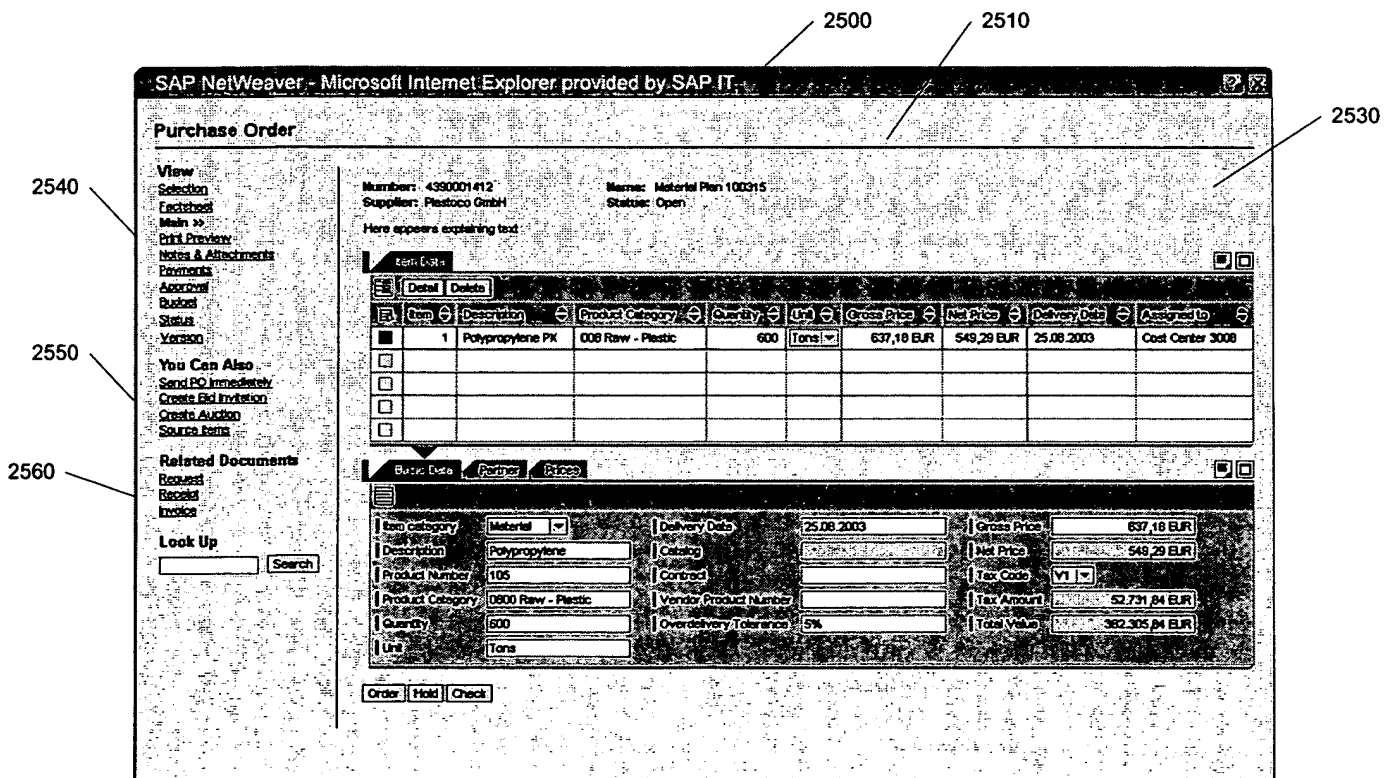 2500
2510
SAP NetWeaver - Microsoft Internet Explorer provided by SAP IT
Purchase Order
2530
View
2540
Selection
Factsheet
Main >>
Print Preview
Notes & Attachments
Payments
Approval
Budget
Status
Version
Number: 4390001412 Name: Material Plan 100315
Supplier: Plastoco GmbH Status: Open
Here appears explaining text
Item Data
Detail Delete
Item Description Product Category Quantity Unit Gross Price Net Price Delivery Date Assigned to
1 Polypropylene PX 008 Raw - Plastic 600 Tons 637,18 EUR 549,29 EUR 25.08.2003 Cost Center 3008
2550
You Can Also
Send PO Immediately
Create Bid Invitation
Create Auction
Source Items
2560
Related Documents
Request
Receipt
Invoice
Look Up
Search
Basic Data Partner Prices
Item category Material Delivery Date 25.08.2003 Gross Price 637,18 EUR
Description Polypropylene Catalog Net Price 549,29 EUR
Product Number 105 Contract Tax Code V1
Product Category 0800 Raw - Plastic Vendor Product Number Tax Amount 52.731,84 EUR
Quantity 600 Overdelivery Tolerance 5% Total Value 382.305,84 EUR
Unit Tons
Order Hold Check